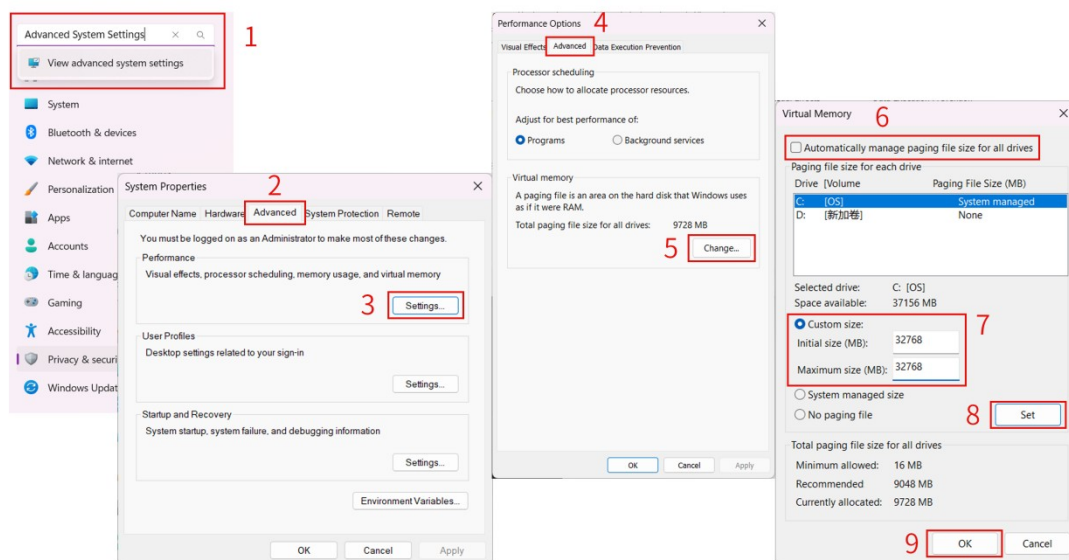 Advanced System Settings
1
View advanced system settings
System
Bluetooth & devices
Network & internet
Personalization
Apps
Accounts
Time & languag
Gaming
Accessibility
Privacy & securi
Windows Updat
System Properties
2
Computer Name Hardware Advanced System Protection Remote
You must be logged on as an Administrator to make most of these changes.
Performance
Visual effects, processor scheduling, memory usage, and virtual memory
3 Settings...
User Profiles
Desktop settings related to your sign-in
Settings...
Startup and Recovery
System startup, system failure, and debugging information
Settings...
Environment Variables...
OK Cancel Apply
Performance Options 4
Visual Effects Advanced Data Execution Prevention
Processor scheduling
Choose how to allocate processor resources.
Adjust for best performance of:
Programs Background services
Virtual memory
A paging file is an area on the hard disk that Windows uses
as if it were RAM.
Total paging file size for all drives: 9728 MB
5 Change...
OK Cancel Apply
Virtual Memory 6
Automatically manage paging file size for all drives
Paging file size for each drive
Drive [Volume Paging File Size (MB)
C: [OS] System managed
D: [新加卷] None
Selected drive: C: [OS]
Space available: 37156 MB
Custom size: 7
Initial size (MB): 32768
Maximum size (MB): 32768
System managed size
No paging file 8 Set
Total paging file size for all drives
Minimum allowed: 16 MB
Recommended 9048 MB
Currently allocated: 9728 MB
9 OK Cancel